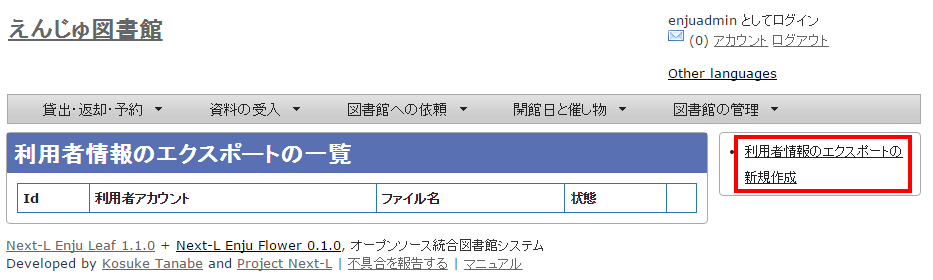 えんじゅ図書館
enjuadmin としてログイン
(0) アカウント ログアウト
Other languages
貸出・返却・予約 資料の受入 図書館への依頼 開館日と催し物 図書館の管理
利用者情報のエクスポートの一覧
Id 利用者アカウント ファイル名 状態
利用者情報のエクスポートの
新規作成
Next-L Enju Leaf 1.1.0 + Next-L Enju Flower 0.1.0, オープンソース統合図書館システム
Developed by Kosuke Tanabe and Project Next-L | 不具合を報告する | マニュアル